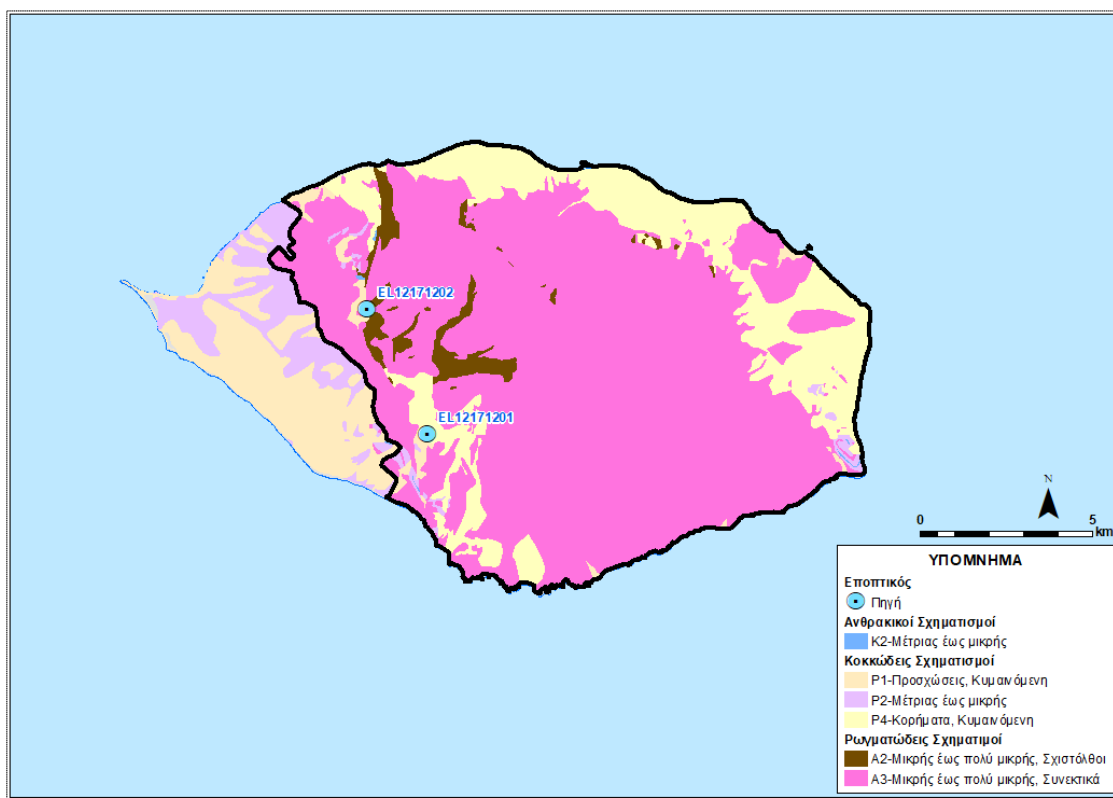 EL12171202
EL12171201
N
0 5
km
ΥΠΟΜΝΗΜΑ
Εποπτικός
Πηγή
Ανθρακικοί Σχηματισμοί
Κ2-Μέτριας έως μικρής
Κοκκώδεις Σχηματισμοί
Ρ1-Προσχώσεις, Κυμαινόμενη
Ρ2-Μέτριας έως μικρής
Ρ4-Κορήματα, Κυμαινόμενη
Ρωγματώδεις Σχηματιμοί
Α2-Μικρής έως πολύ μικρής, Σχιστόλθοι
Α3-Μικρής έως πολύ μικρής, Συνεκτικά